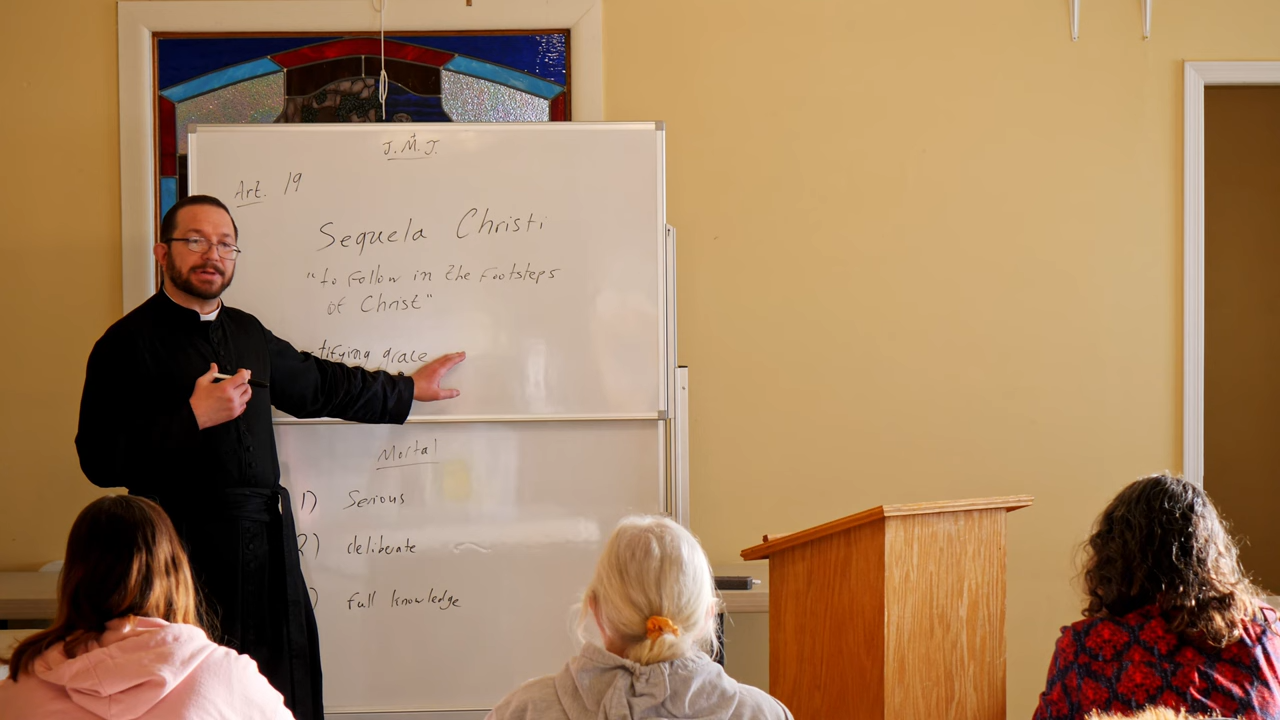 J.M.J.
Art. 19
Sequela Christi
"to follow in the footsteps
of Christ"
tifying grace
Mortal
1) Serious
2) deliberate
) full knowledge